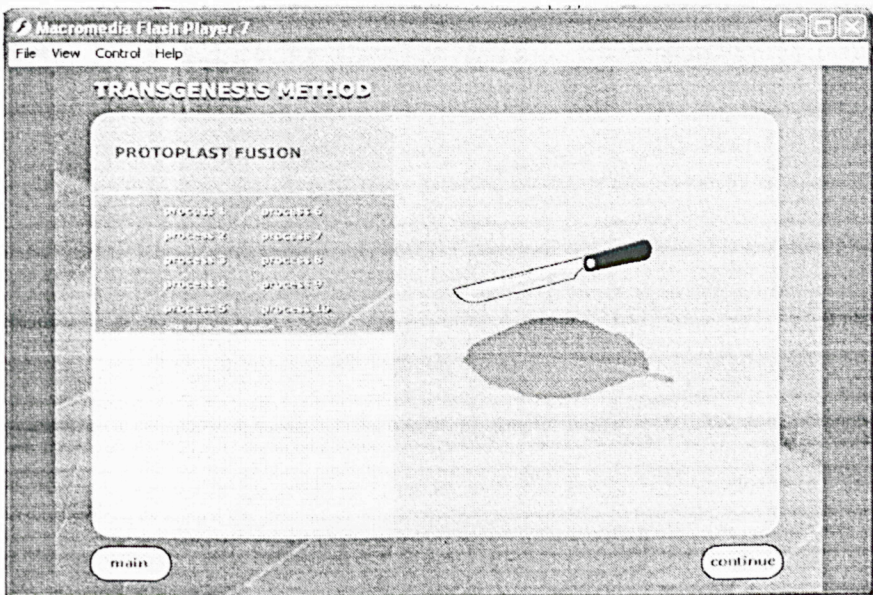 Macromedia Flash Player 7
File View Control Help
TRANSGENESIS METHOD
PROTOPLAST FUSION
process 1 process 6
process 2 process 7
process 3 process 8
process 4 process 9
process 5 process 10
main
continue